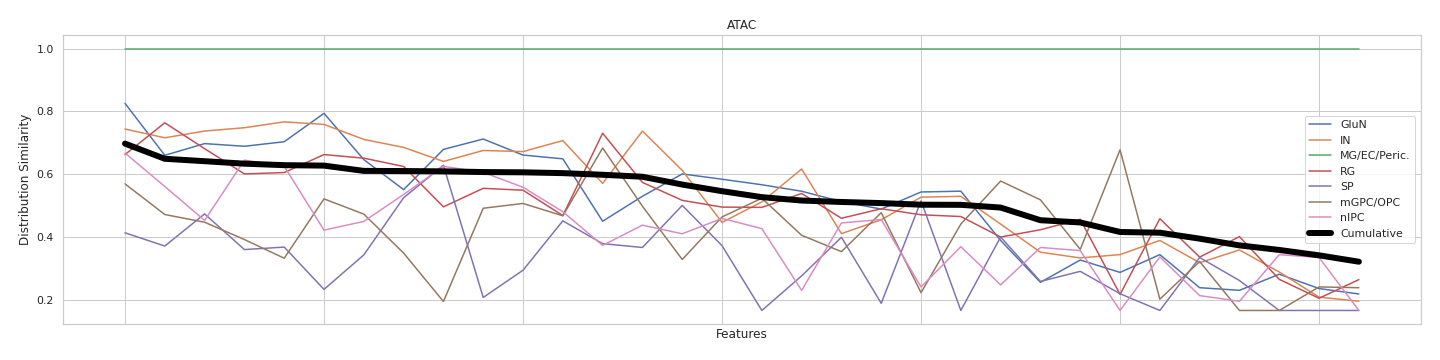 ATAC
1.0
0.8
0.6
0.4
0.2
Distribution Similarity
Features
GluN
IN
MG/EC/Peric.
RG
SP
mGPC/OPC
nIPC
Cumulative